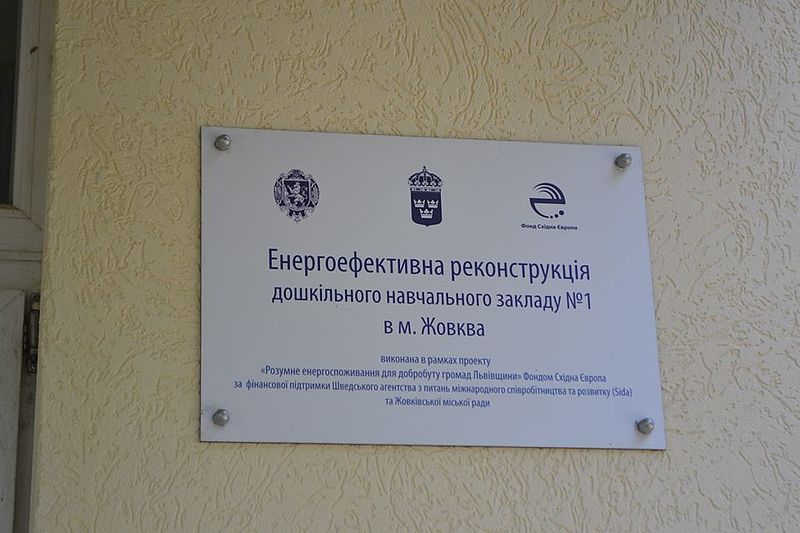 Фонд Східна Європа
Енергоефективна реконструкція
дошкільного навчального закладу №1
в м. Жовква
виконана в рамках проекту
«Розумне енергоспоживання для добробуту громад Львівщини» Фондом Східна Європа
за фінансової підтримки Шведського агентства з питань міжнародного співробітництва та розвитку (Sida)
та Жовківської міської ради